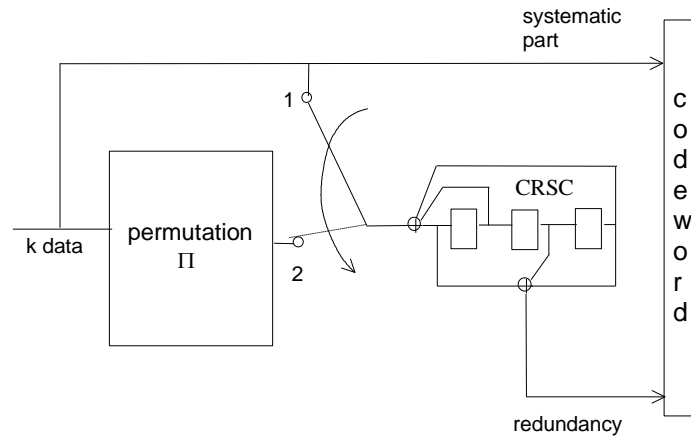 systematic
part
1
CRSC
permutation
Π
k data
2
redundancy
c
o
d
e
w
o
r
d